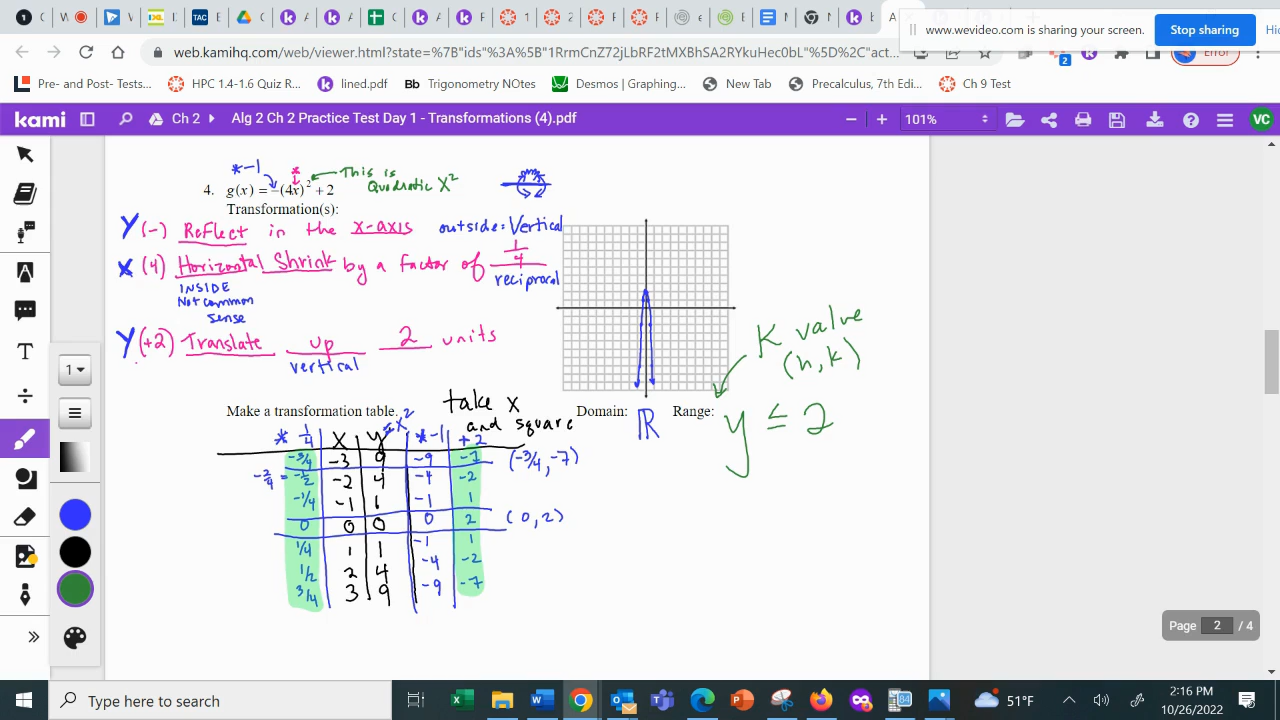 www.wevideo.com is sharing your screen.
Stop sharing
web.kamihq.com/web/viewer.html?state=%7B"ids"%3A%5B"1RrmCnZ72jLbRF2tMXBhSA2RYkuHec0bL"%5D%2C"act...
Error
Pre- and Post- Tests...
HPC 1.4-1.6 Quiz R...
lined.pdf
Bb Trigonometry NOtes
Desmos | Graphing...
New Tab
Precalculus, 7th Edi...
Ch 9 Test
kami
Ch 2
Alg 2 Ch 2 Practice Test Day 1 - Transformations (4).pdf
101%
VC
* -1
This is
Quadratic X²
4. g(x) = -(4x)² + 2
Transformation(s):
Y (-) Reflect in the x-axis outside: Vertical
X (4) Horizontal Shrink by a factor of 1/4
reciprocal
INSIDE
Not common
sense
Y (+2) Translate up 2 units
vertical
K value
(h, k)
Make a transformation table.
take x
and square
Domain: ℝ
Range: y ≤ 2
* 1/4 X Y =X² * -1 +2
-3/4 -3 9 -9 -7 (-3/4, -7)
-2/4 = -1/2 -2 4 -4 -2
-1/4 -1 1 -1 1
0 0 0 0 2 (0, 2)
1/4 1 1 -1 1
1/2 2 4 -4 -2
3/4 3 9 -9 -7
1
Page 2 / 4
Type here to search
51°F
2:16 PM
10/26/2022